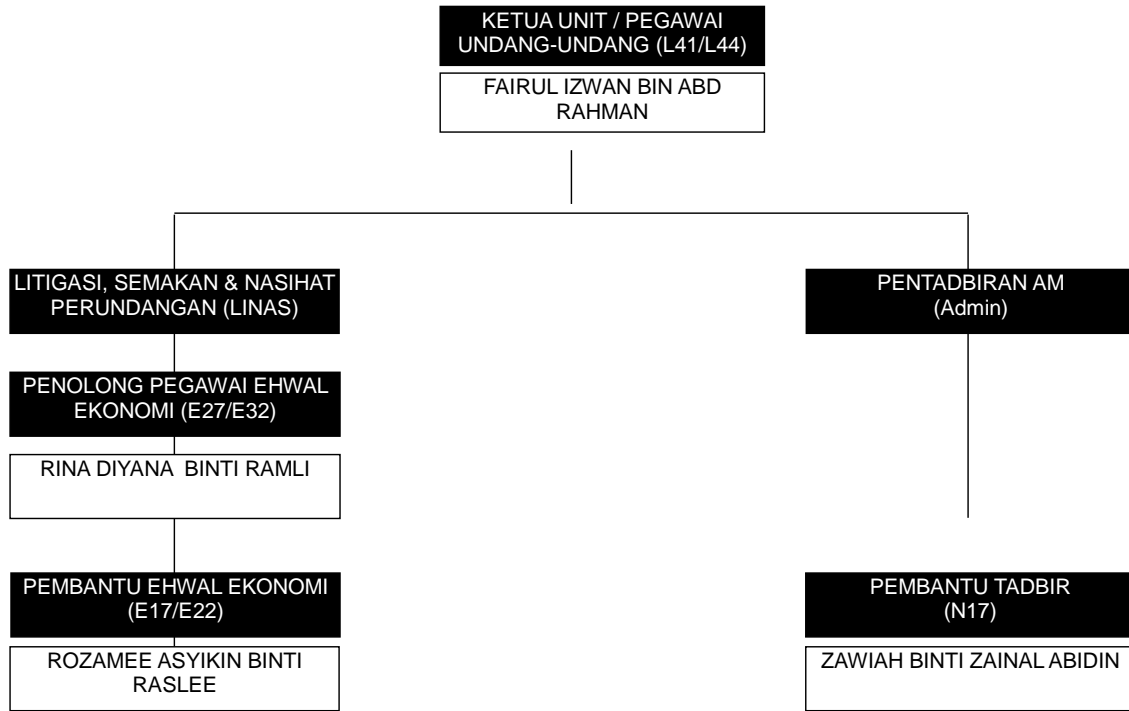 KETUA UNIT / PEGAWAI
UNDANG-UNDANG (L41/L44)
FAIRUL IZWAN BIN ABD
RAHMAN
LITIGASI, SEMAKAN & NASIHAT
PERUNDANGAN (LINAS)
PENOLONG PEGAWAI EHWAL
EKONOMI (E27/E32)
RINA DIYANA BINTI RAMLI
PEMBANTU EHWAL EKONOMI
(E17/E22)
ROZAMEE ASYIKIN BINTI
RASLEE
PENTADBIRAN AM
(Admin)
PEMBANTU TADBIR
(N17)
ZAWIAH BINTI ZAINAL ABIDIN